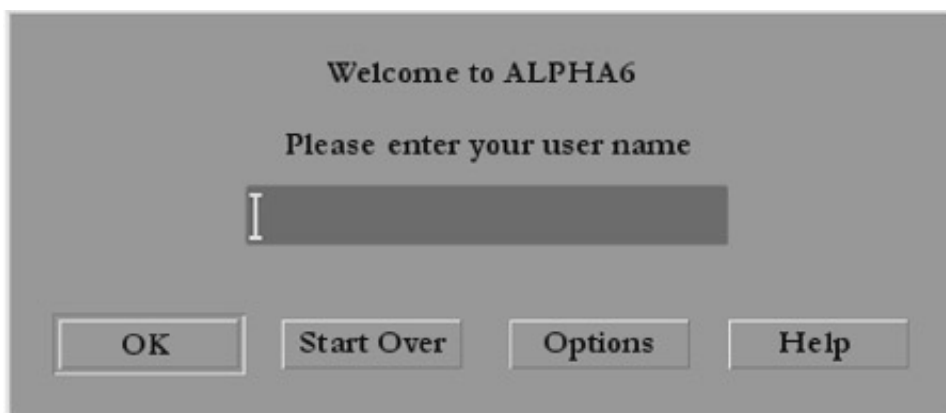 Welcome to ALPHA6
Please enter your user name
OK Start Over Options Help